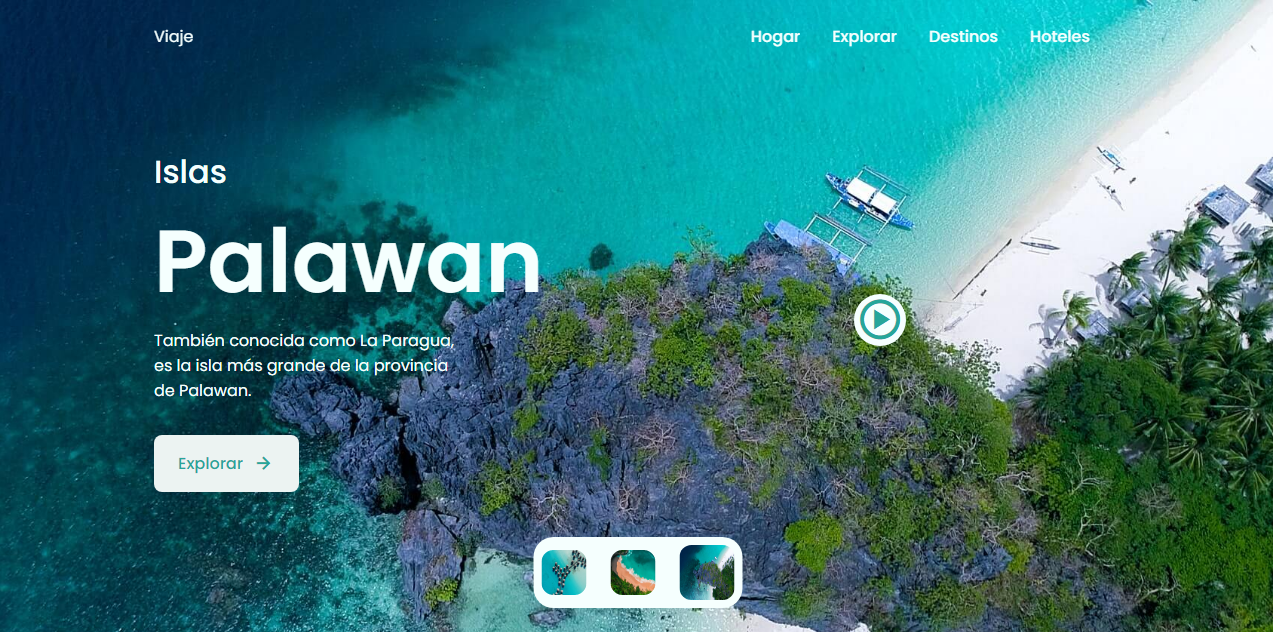 Viaje
Hogar Explorar Destinos Hoteles
Islas
Palawan
También conocida como La Paragua,
es la isla más grande de la provincia
de Palawan.
Explorar